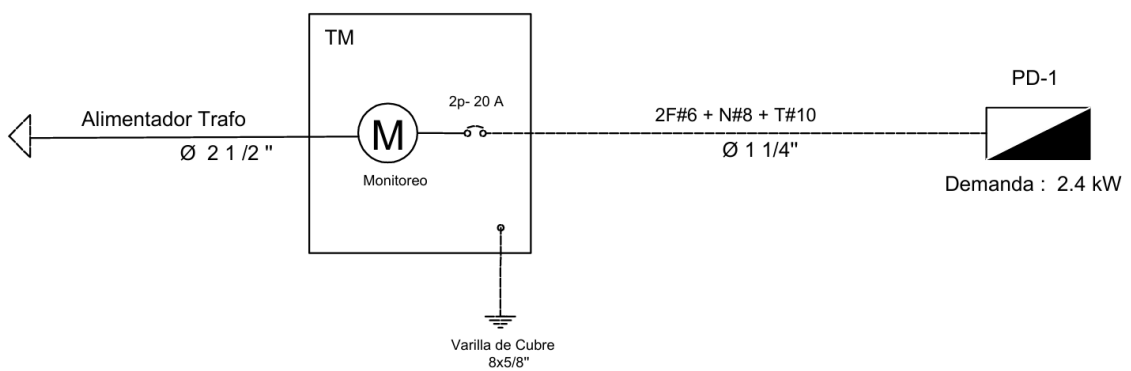 TM
PD-1
2p- 20 A
Alimentador Trafo
2F#6 + N#8 + T#10
M
Ø 2 1 /2 "
Ø 1 1/4"
Monitoreo
Demanda : 2.4 kW
Varilla de Cubre
8x5/8"